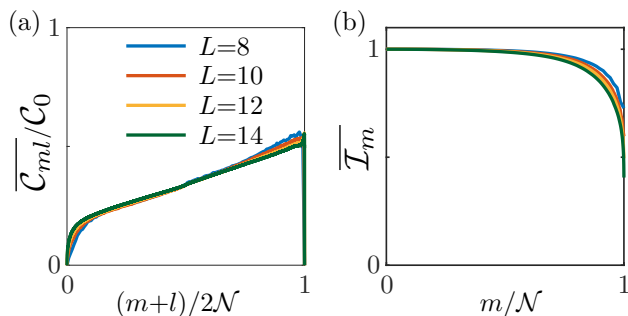 (a)
1
L=8
L=10
L=12
L=14
0
0
1
(m+l)/2𝒩
$\overline{\mathcal{C}_{ml}}/\mathcal{C}_0$
(b)
1
0
0
1
m/𝒩
$\overline{\mathcal{I}_m}$